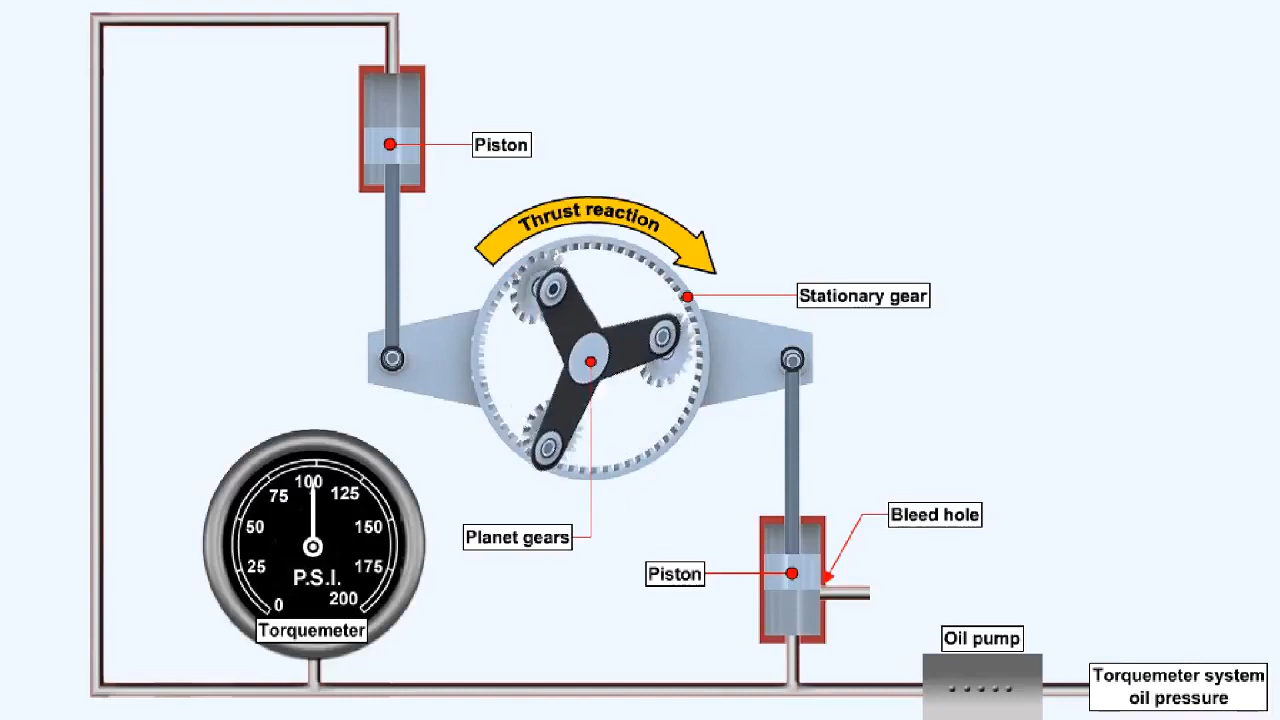 Piston
Thrust reaction
Stationary gear
100
75
125
50
150
25
175
P.S.I.
0
200
Torquemeter
Planet gears
Bleed hole
Piston
Oil pump
Torquemeter system
oil pressure